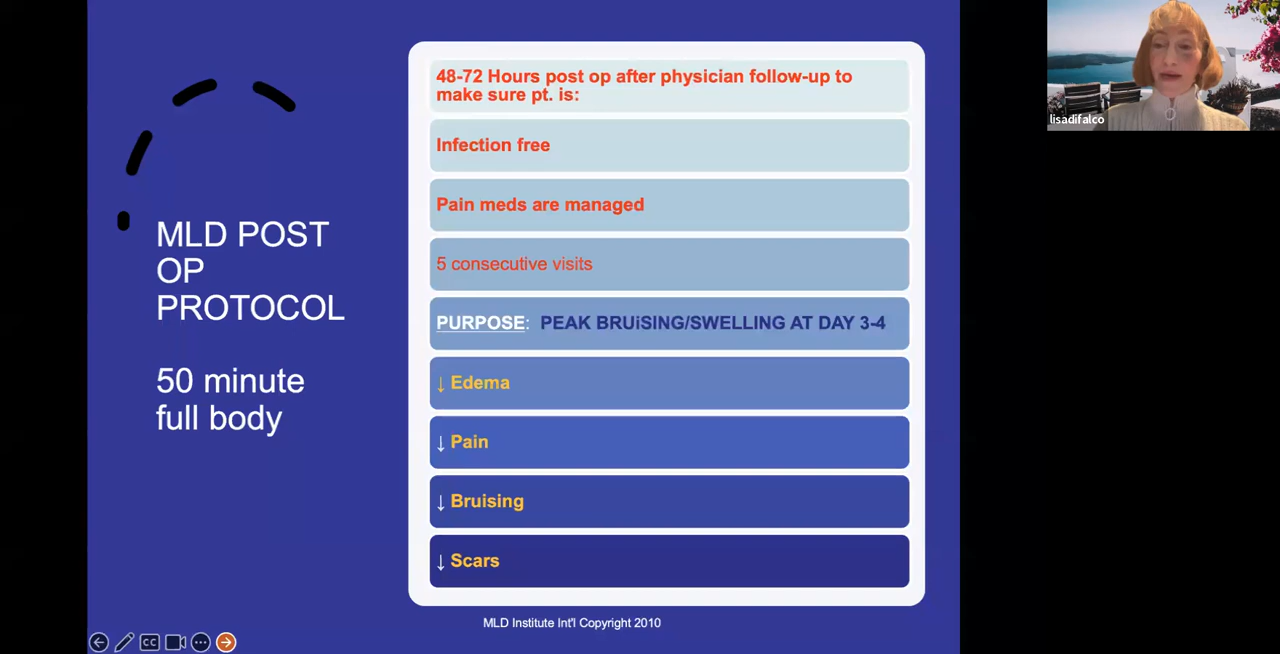 MLD POST
OP
PROTOCOL
50 minute
full body
48-72 Hours post op after physician follow-up to
make sure pt. is:
Infection free
Pain meds are managed
5 consecutive visits
PURPOSE: PEAK BRUiSING/SWELLING AT DAY 3-4
↓ Edema
↓ Pain
↓ Bruising
↓ Scars
MLD Institute Int'l Copyright 2010
CC
lisadifalco